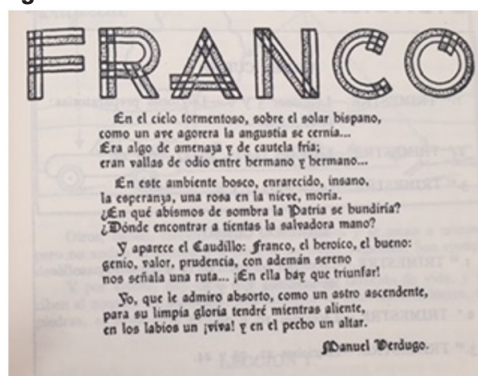 FRANCO
En el cielo tormentoso, sobre el solar hispano,
como un ave agorera la angustia se cernía...
Era algo de amenaza y de cautela fría;
eran vallas de odio entre hermano y hermano...
En este ambiente hosco, enrarecido, insano,
la esperanza, una rosa en la nieve, moría.
¿En qué abismos de sombra la Patria se hundiría?
¿Dónde encontrar a tientas la salvadora mano?
Y aparece el Caudillo: Franco, el heroico, el bueno:
genio, valor, prudencia, con ademán sereno
nos señala una ruta... ¡En ella hay que triunfar!
Yo, que le admiro absorto, como un astro ascendente,
para su limpia gloria tendré mientras aliente,
en los labios un ¡viva! y en el pecho un altar.
Manuel Verdugo.